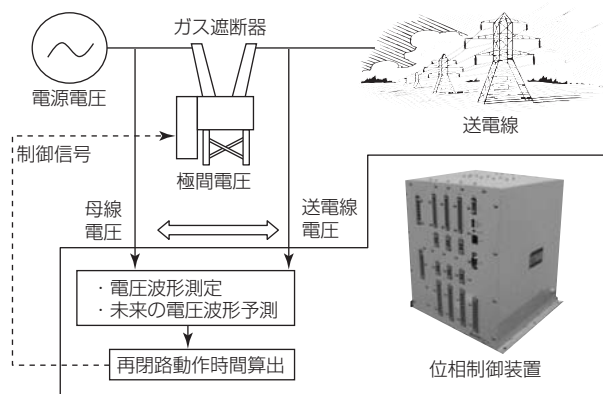 ガス遮断器
電源電圧
送電線
制御信号
極間電圧
母線
電圧
送電線
電圧
・電圧波形測定
・未来の電圧波形予測
再閉路動作時間算出
位相制御装置